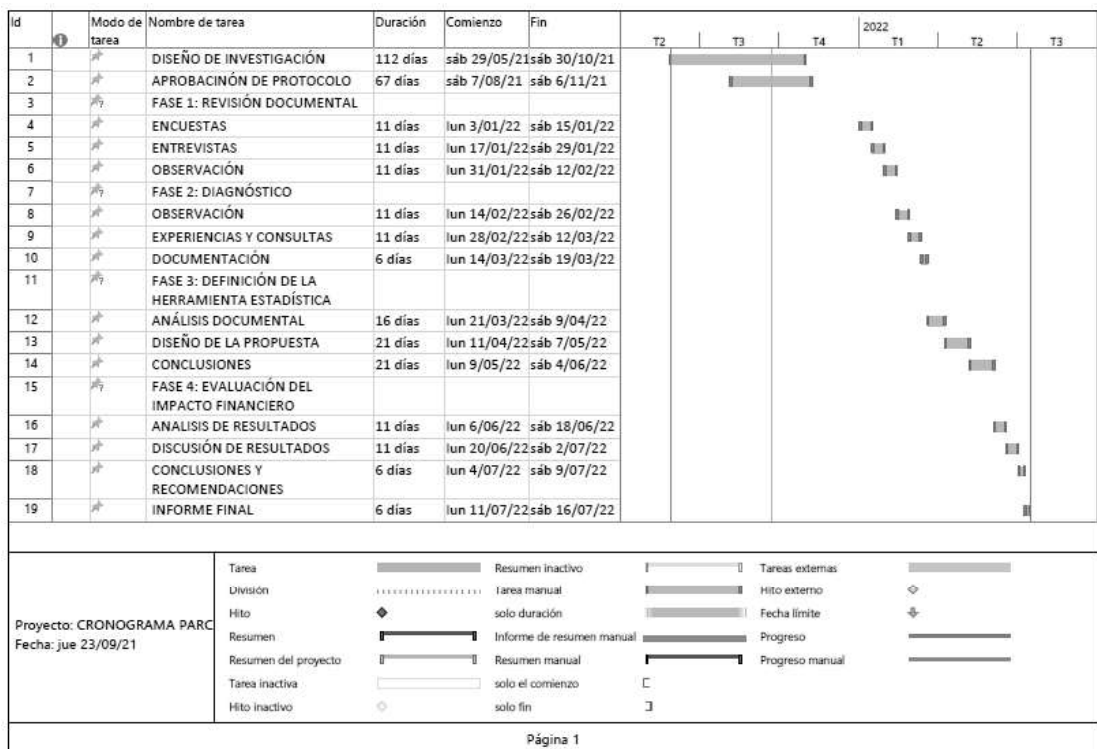 Id Modo de Nombre de tarea Duración Comienzo Fin
tarea
2022
T2 T3 T4 T1 T2 T3
1 DISEÑO DE INVESTIGACIÓN 112 días sáb 29/05/21 sáb 30/10/21
2 APROBACINÓN DE PROTOCOLO 67 días sáb 7/08/21 sáb 6/11/21
3 FASE 1: REVISIÓN DOCUMENTAL
4 ENCUESTAS 11 días lun 3/01/22 sáb 15/01/22
5 ENTREVISTAS 11 días lun 17/01/22 sáb 29/01/22
6 OBSERVACIÓN 11 días lun 31/01/22 sáb 12/02/22
7 FASE 2: DIAGNÓSTICO
8 OBSERVACIÓN 11 días lun 14/02/22 sáb 26/02/22
9 EXPERIENCIAS Y CONSULTAS 11 días lun 28/02/22 sáb 12/03/22
10 DOCUMENTACIÓN 6 días lun 14/03/22 sáb 19/03/22
11 FASE 3: DEFINICIÓN DE LA
HERRAMIENTA ESTADÍSTICA
12 ANÁLISIS DOCUMENTAL 16 días lun 21/03/22 sáb 9/04/22
13 DISEÑO DE LA PROPUESTA 21 días lun 11/04/22 sáb 7/05/22
14 CONCLUSIONES 21 días lun 9/05/22 sáb 4/06/22
15 FASE 4: EVALUACIÓN DEL
IMPACTO FINANCIERO
16 ANALISIS DE RESULTADOS 11 días lun 6/06/22 sáb 18/06/22
17 DISCUSIÓN DE RESULTADOS 11 días lun 20/06/22 sáb 2/07/22
18 CONCLUSIONES Y 6 días lun 4/07/22 sáb 9/07/22
RECOMENDACIONES
19 INFORME FINAL 6 días lun 11/07/22 sáb 16/07/22
Proyecto: CRONOGRAMA PARC
Fecha: jue 23/09/21
Tarea Resumen inactivo Tareas externas
División Tarea manual Hito externo
Hito solo duración Fecha límite
Resumen Informe de resumen manual Progreso
Resumen del proyecto Resumen manual Progreso manual
Tarea inactiva solo el comienzo
Hito inactivo solo fin
Página 1